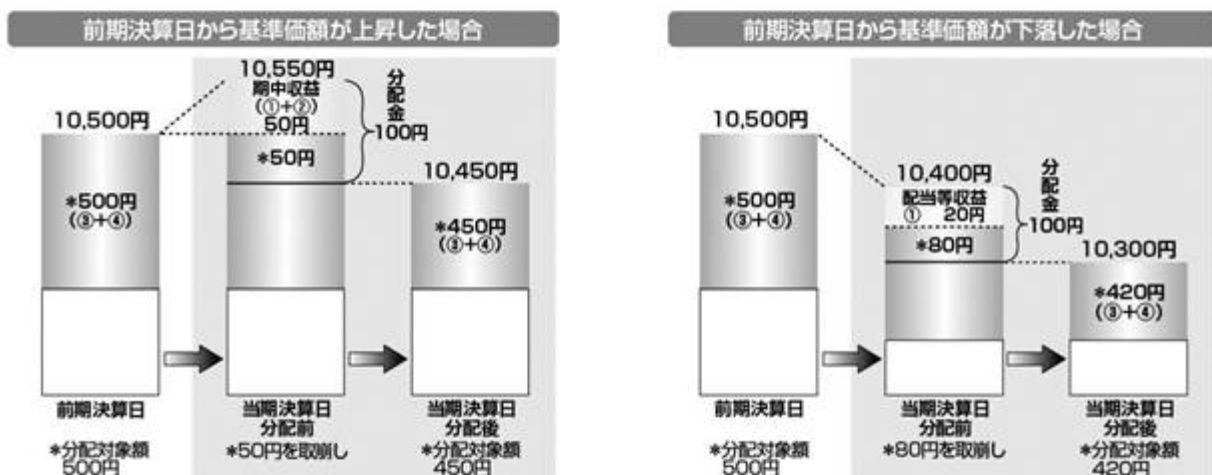 前期決算日から基準価額が上昇した場合
10,550円
期中収益
(①+②)
50円
*50円
分配金
100円
10,500円
*500円
(③+④)
10,450円
*450円
(③+④)
前期決算日
*分配対象額
500円
当期決算日
分配前
*50円を取崩し
当期決算日
分配後
*分配対象額
450円
前期決算日から基準価額が下落した場合
10,500円
*500円
(③+④)
10,400円
配当等収益
① 20円
*80円
分配金
100円
10,300円
*420円
(③+④)
前期決算日
*分配対象額
500円
当期決算日
分配前
*80円を取崩し
当期決算日
分配後
*分配対象額
420円